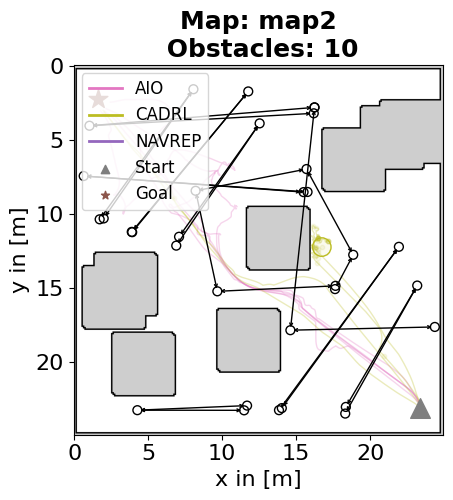 Map: map2
Obstacles: 10
AIO
CADRL
NAVREP
Start
Goal
0
5
10
15
20
y in [m]
0 5 10 15 20
x in [m]